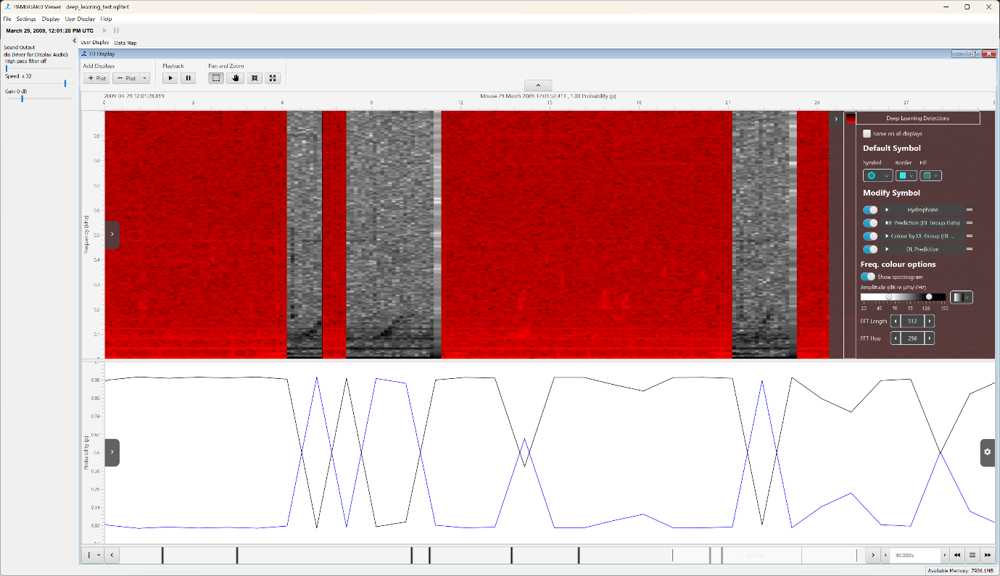 PAMGUARD Viewer deep_learning_test.sqlite3
File Settings Display User Display Help
March 29, 2009, 12:01:28 PM UTC
Sound Output
dio Driver for Display Audio)
High pass filter off
Speed x 32
Gain 0 dB
User Display Data Map
TD Display
Add Displays Playback Pan and Zoom
+ Plot − Plot
2009-03-29 12:01:28.819 Mouse 29 March 2009 12:01:52.413 , 1.00 Probability (p)
0 3 6 9 12 15 18 21 24 27
Frequency (kHz)
0.9
0.8
0.7
0.6
0.5
0.4
0.3
0.2
0.1
Deep Learning Detections
Same on all displays
Default Symbol
Symbol Border Fill
Modify Symbol
Hydrophone
Prediction (DL Group Data)
Colour by DL Group (DL ...
DL Prediction
Freq. colour options
Show spectrogram
Amplitude (dB re µPa/√Hz)
20 45 70 95 120 150
FFT Length 512
FFT Hop 256
Probability (p)
0.98
0.86
0.74
0.62
0.5
0.38
0.26
0.14
0.02
30.000s
30.000s
Available Memory: 7926.1MB